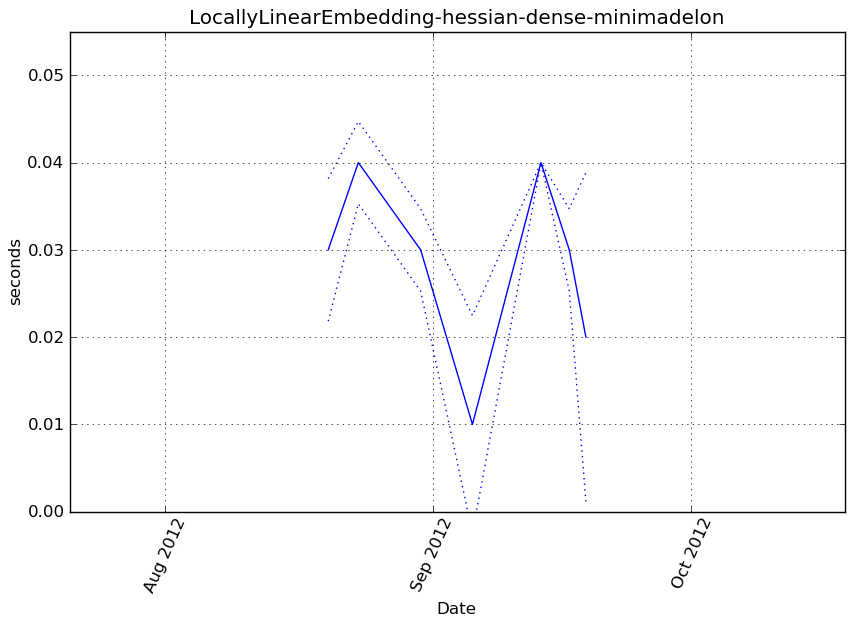 LocallyLinearEmbedding-hessian-dense-minimadelon
0.05
0.04
0.03
0.02
0.01
0.00
seconds
Aug 2012
Sep 2012
Oct 2012
Date